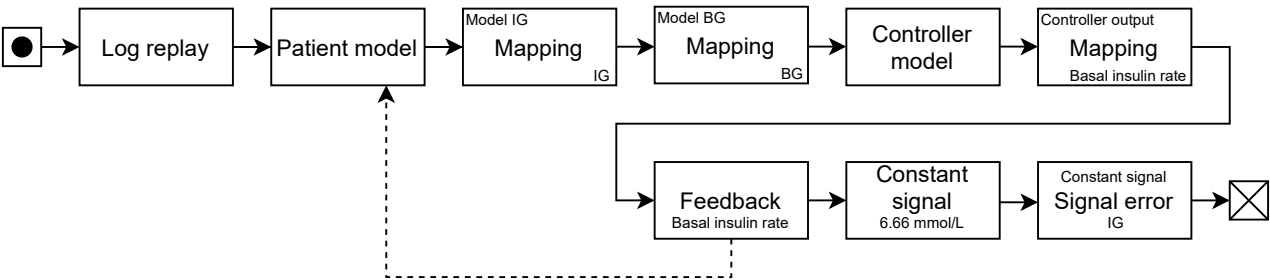 Log replay
Patient model
Model IG
Mapping
IG
Model BG
Mapping
BG
Controller
model
Controller output
Mapping
Basal insulin rate
Feedback
Basal insulin rate
Constant
signal
6.66 mmol/L
Constant signal
Signal error
IG